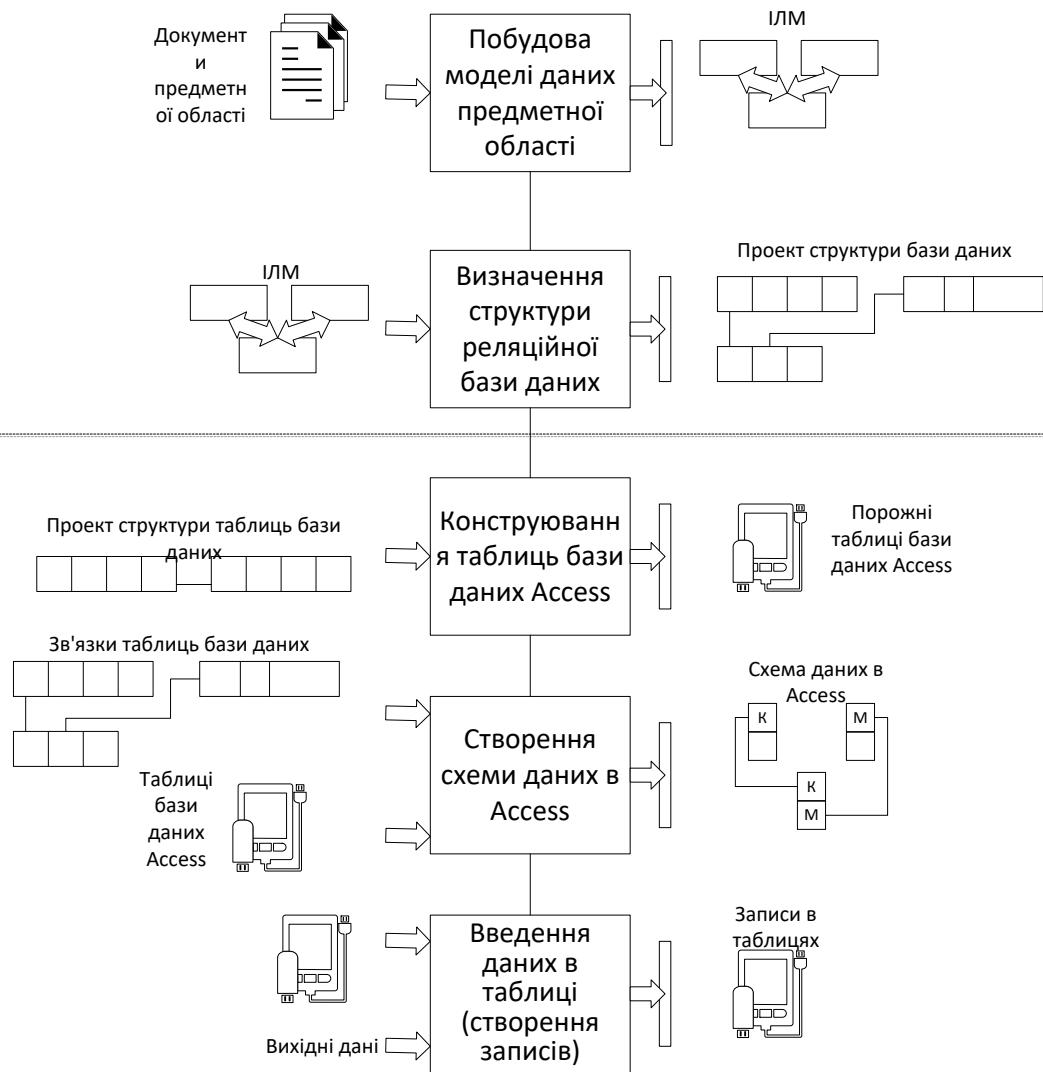 Документ
и
предметн
ої області
Побудова
моделі даних
предметної
області
ІЛМ
ІЛМ
Визначення
структури
реляційної
бази даних
Проект структури бази даних
Проект структури таблиць бази
даних
Конструюванн
я таблиць бази
даних Access
Порожні
таблиці бази
даних Access
Зв'язки таблиць бази даних
Таблиці
бази
даних
Access
Створення
схеми даних в
Access
Схема даних в
Access
К
М
К
М
Вихідні дані
Введення
даних в
таблиці
(створення
записів)
Записи в
таблицях